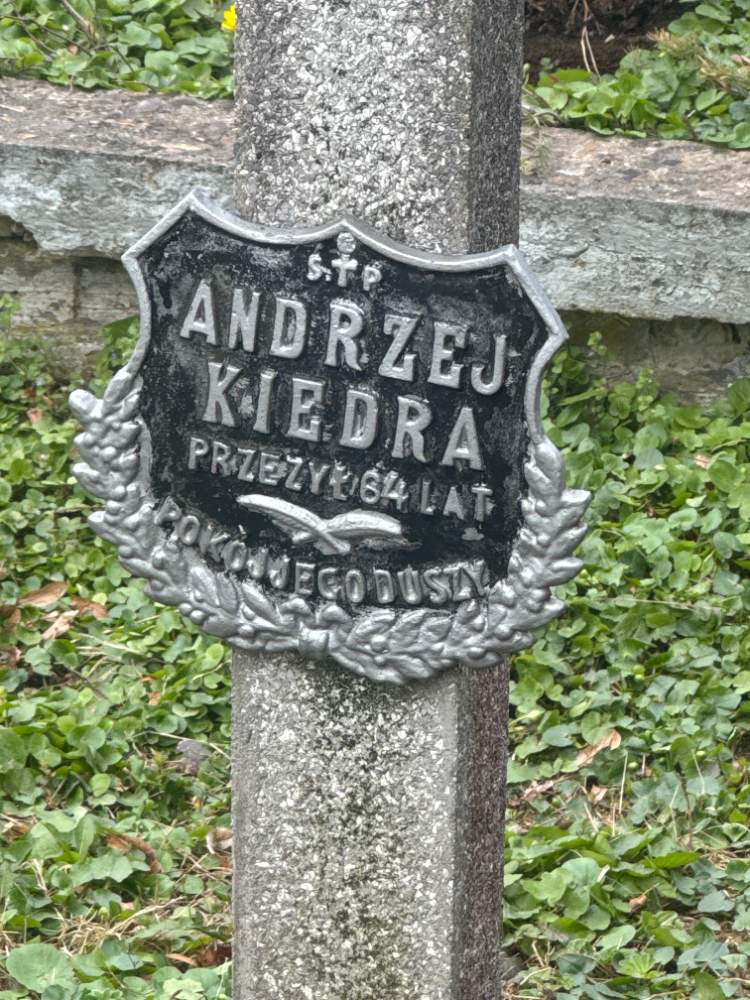 Ś.†P
ANDRZEJ
KIEDRA
PRZEŻYŁ 64 LAT
POKÓJ JEGO DUSZY